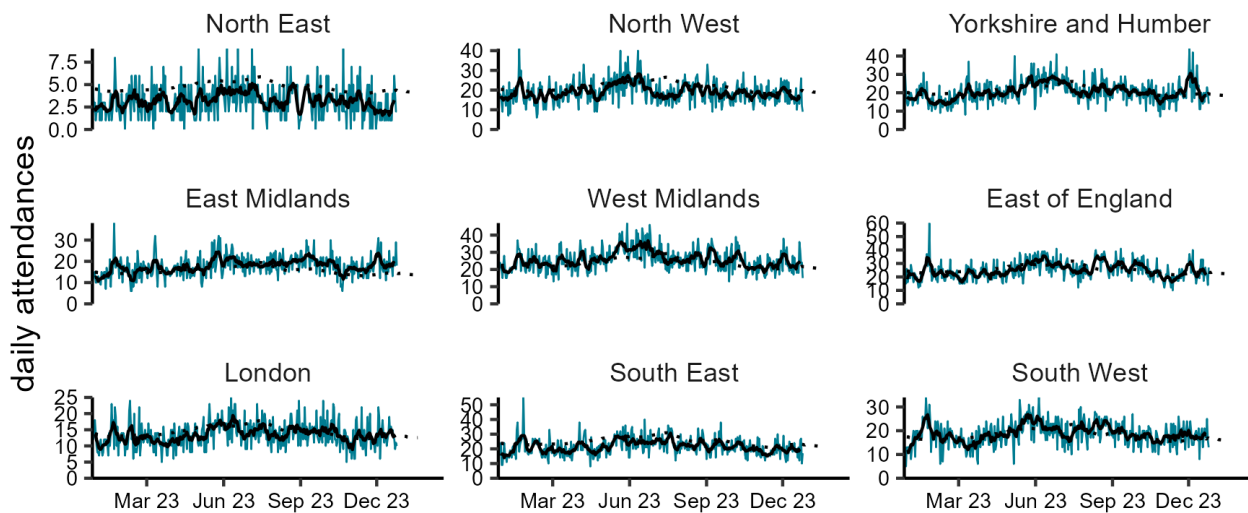 North East North West Yorkshire and Humber
7.5 5.0 2.5 0.0
40 30 20 10 0
40 30 20 10 0
daily attendances
East Midlands West Midlands East of England
30 20 10 0
40 30 20 10 0
60 50 40 30 20 10 0
London South East South West
25 20 15 10 5 0
50 40 30 20 10 0
30 20 10 0
Mar 23 Jun 23 Sep 23 Dec 23 Mar 23 Jun 23 Sep 23 Dec 23 Mar 23 Jun 23 Sep 23 Dec 23